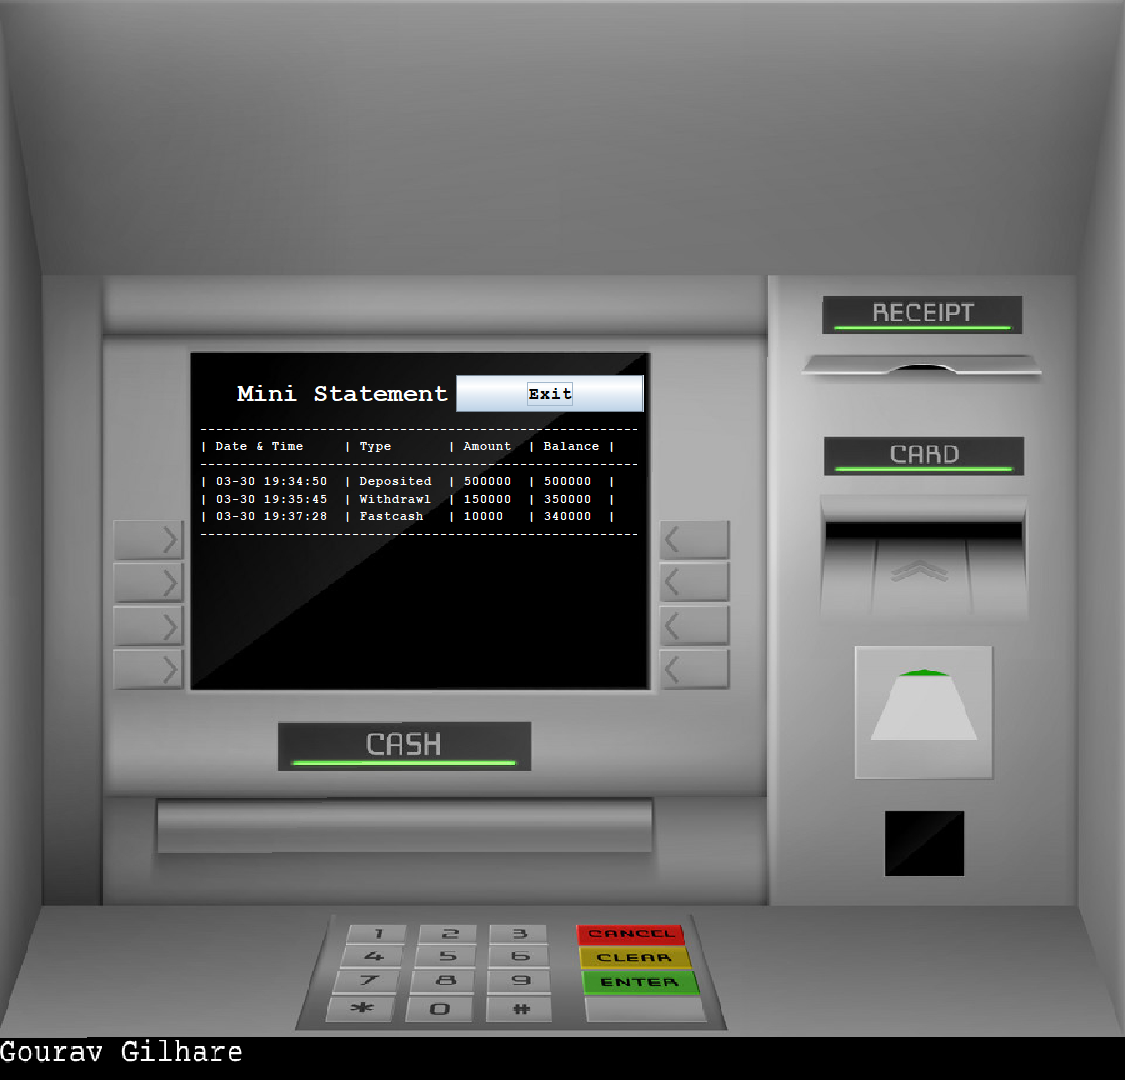 RECEIPT
Mini Statement Exit
-------------------------------------------------------
| Date & Time     | Type       | Amount  | Balance |
-------------------------------------------------------
| 03-30 19:34:50  | Deposited  | 500000  | 500000  |
| 03-30 19:35:45  | Withdrawl  | 150000  | 350000  |
| 03-30 19:37:28  | Fastcash   | 10000   | 340000  |
-------------------------------------------------------
CARD
CASH
1 2 3 CANCEL
4 5 6 CLEAR
7 8 9 ENTER
* 0 #
Gourav Gilhare